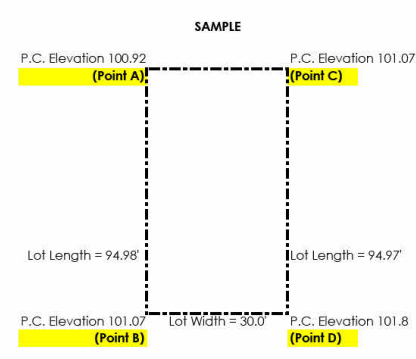 SAMPLE
P.C. Elevation 100.92
(Point A)
P.C. Elevation 101.07
(Point C)
Lot Length = 94.98'
Lot Length = 94.97'
P.C. Elevation 101.07
(Point B)
Lot Width = 30.0'
P.C. Elevation 101.8
(Point D)